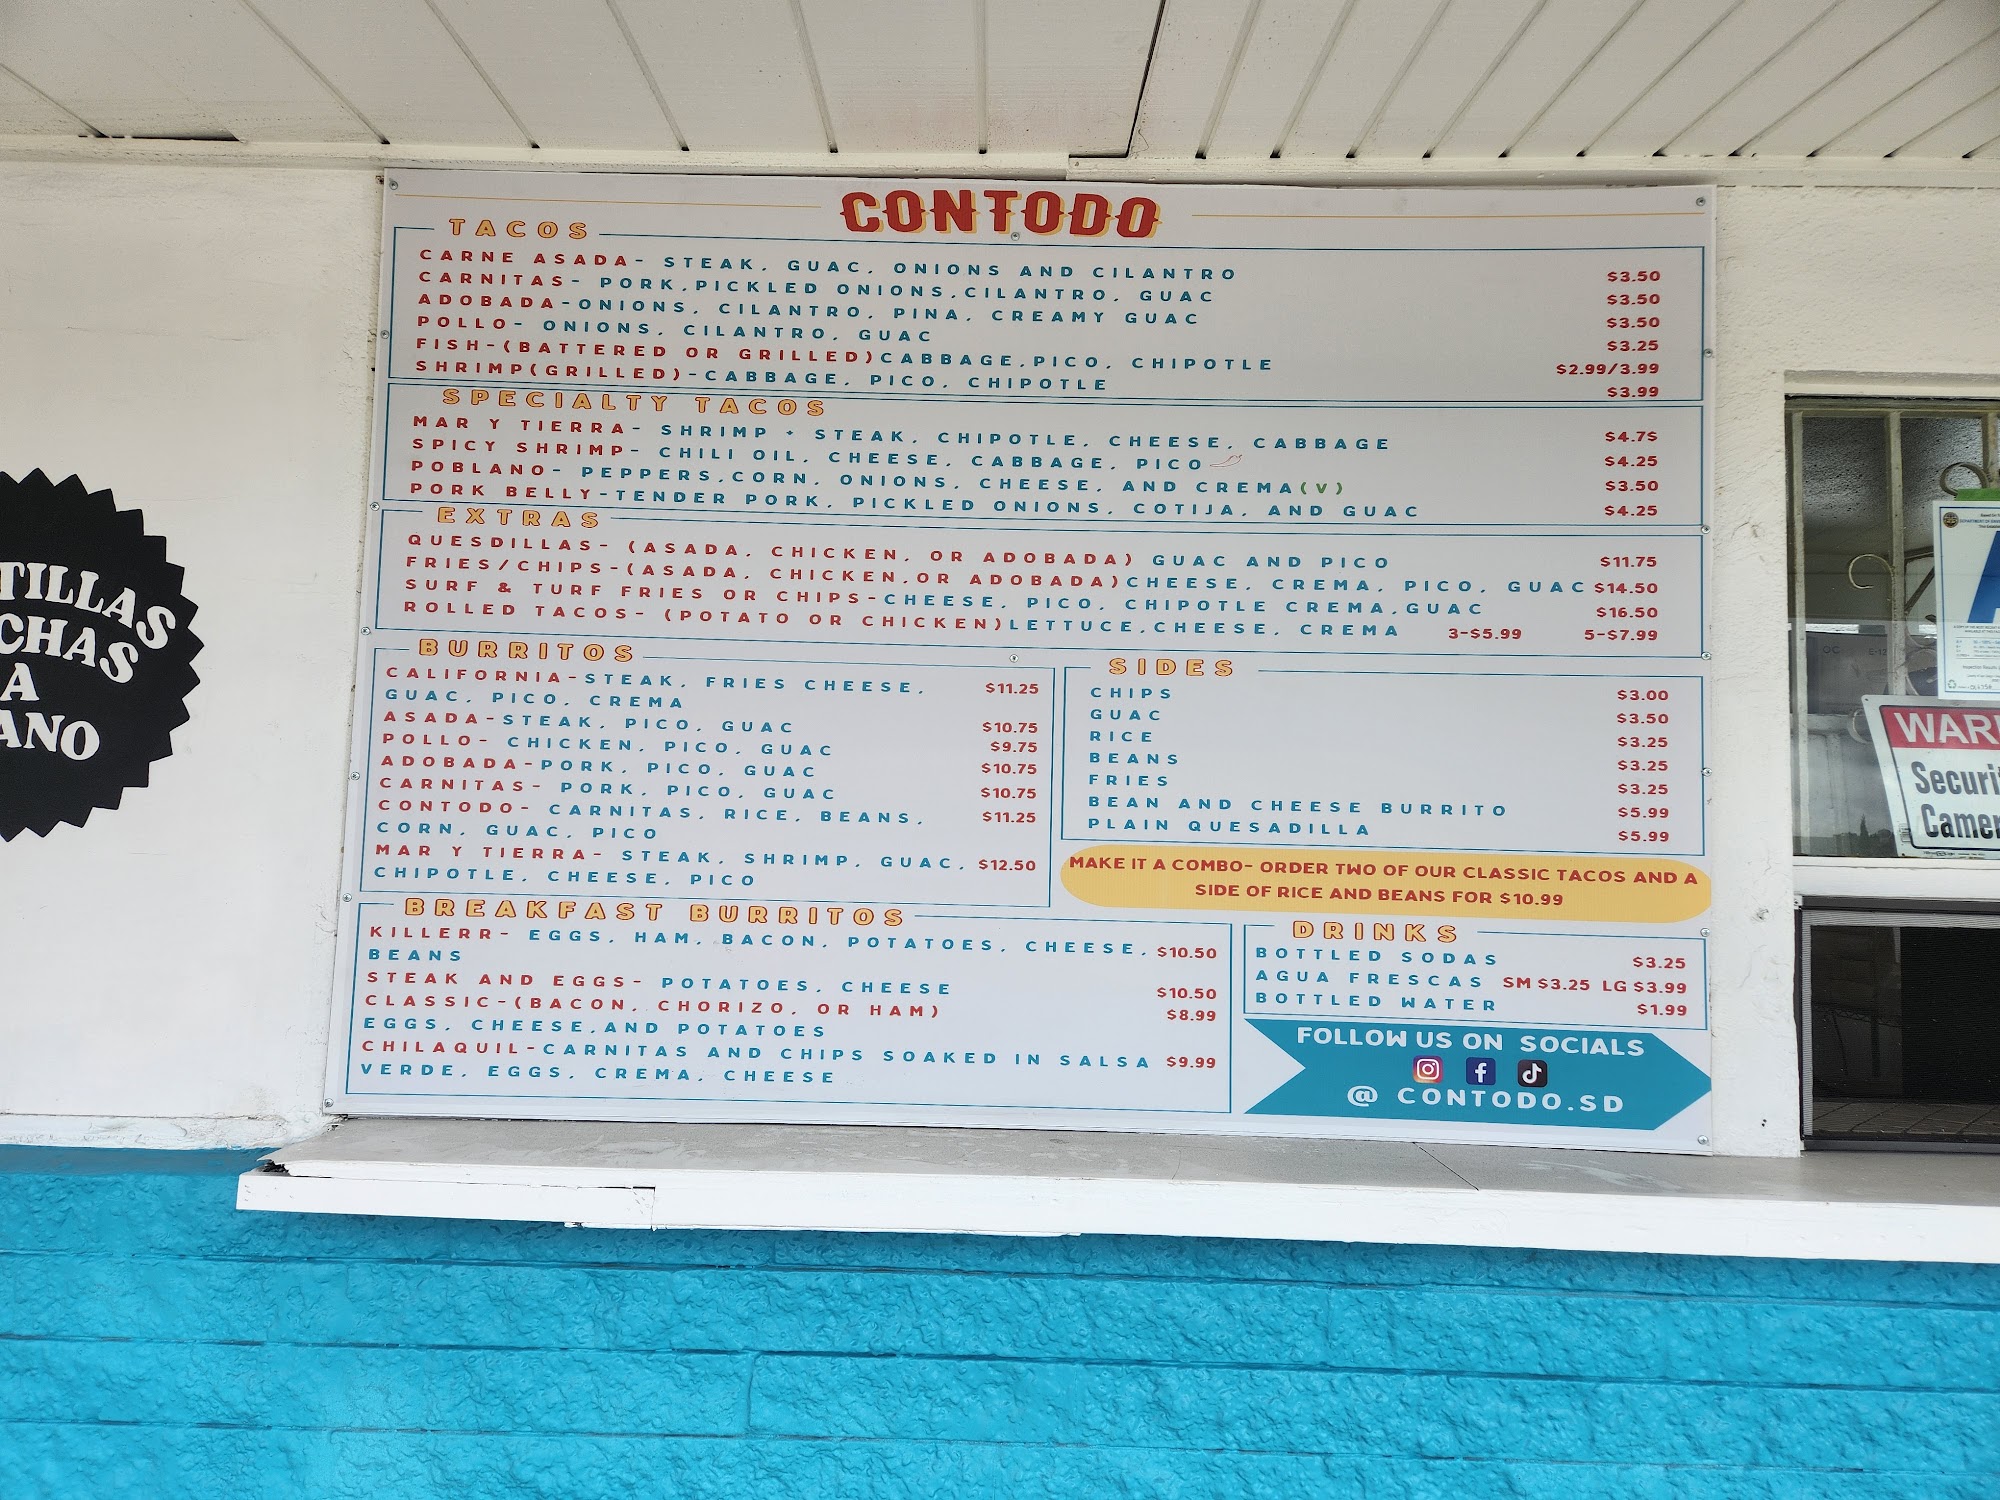 CONTODO
TACOS
CARNE ASADA- STEAK, GUAC, ONIONS AND CILANTRO $3.50
CARNITAS- PORK,PICKLED ONIONS,CILANTRO, GUAC $3.50
ADOBADA-ONIONS, CILANTRO, PINA, CREAMY GUAC $3.50
POLLO- ONIONS, CILANTRO, GUAC $3.25
FISH-(BATTERED OR GRILLED)CABBAGE,PICO, CHIPOTLE $2.99/3.99
SHRIMP(GRILLED)-CABBAGE, PICO, CHIPOTLE $3.99
SPECIALTY TACOS
MAR Y TIERRA- SHRIMP + STEAK, CHIPOTLE, CHEESE, CABBAGE $4.7S
SPICY SHRIMP- CHILI OIL, CHEESE, CABBAGE, PICO $4.25
POBLANO- PEPPERS,CORN, ONIONS, CHEESE, AND CREMA(V) $3.50
PORK BELLY-TENDER PORK, PICKLED ONIONS, COTIJA, AND GUAC $4.25
EXTRAS
QUESDILLAS- (ASADA, CHICKEN, OR ADOBADA) GUAC AND PICO $11.75
FRIES/CHIPS-(ASADA, CHICKEN,OR ADOBADA)CHEESE, CREMA, PICO, GUAC $14.50
SURF & TURF FRIES OR CHIPS-CHEESE, PICO, CHIPOTLE CREMA,GUAC $16.50
ROLLED TACOS- (POTATO OR CHICKEN)LETTUCE,CHEESE, CREMA 3-$5.99 5-$7.99
BURRITOS
CALIFORNIA-STEAK, FRIES CHEESE, $11.25
GUAC, PICO, CREMA
ASADA-STEAK, PICO, GUAC $10.75
POLLO- CHICKEN, PICO, GUAC $9.75
ADOBADA-PORK, PICO, GUAC $10.75
CARNITAS- PORK, PICO, GUAC $10.75
CONTODO- CARNITAS, RICE, BEANS, $11.25
CORN, GUAC, PICO
MAR Y TIERRA- STEAK, SHRIMP, GUAC, $12.50
CHIPOTLE, CHEESE, PICO
SIDES
CHIPS $3.00
GUAC $3.50
RICE $3.25
BEANS $3.25
FRIES $3.25
BEAN AND CHEESE BURRITO $5.99
PLAIN QUESADILLA $5.99
MAKE IT A COMBO- ORDER TWO OF OUR CLASSIC TACOS AND A
SIDE OF RICE AND BEANS FOR $10.99
BREAKFAST BURRITOS
KILLERR- EGGS, HAM, BACON, POTATOES, CHEESE, $10.50
BEANS
STEAK AND EGGS- POTATOES, CHEESE $10.50
CLASSIC-(BACON, CHORIZO, OR HAM) $8.99
EGGS, CHEESE,AND POTATOES
CHILAQUIL-CARNITAS AND CHIPS SOAKED IN SALSA $9.99
VERDE, EGGS, CREMA, CHEESE
DRINKS
BOTTLED SODAS $3.25
AGUA FRESCAS SM $3.25 LG $3.99
BOTTLED WATER $1.99
FOLLOW US ON SOCIALS
@ CONTODO.SD
TILLAS
CHAS
A
ANO
WAR
Securi
Camer